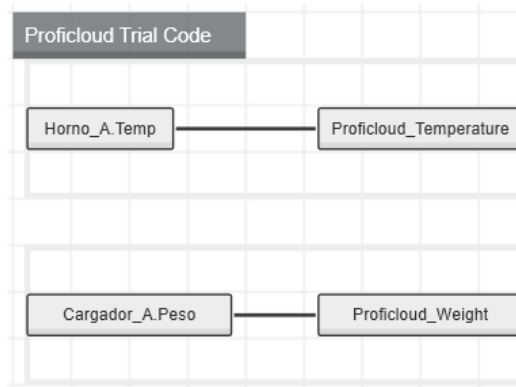 Proficloud Trial Code
Horno_A.Temp Proficloud_Temperature
Cargador_A.Peso Proficloud_Weight